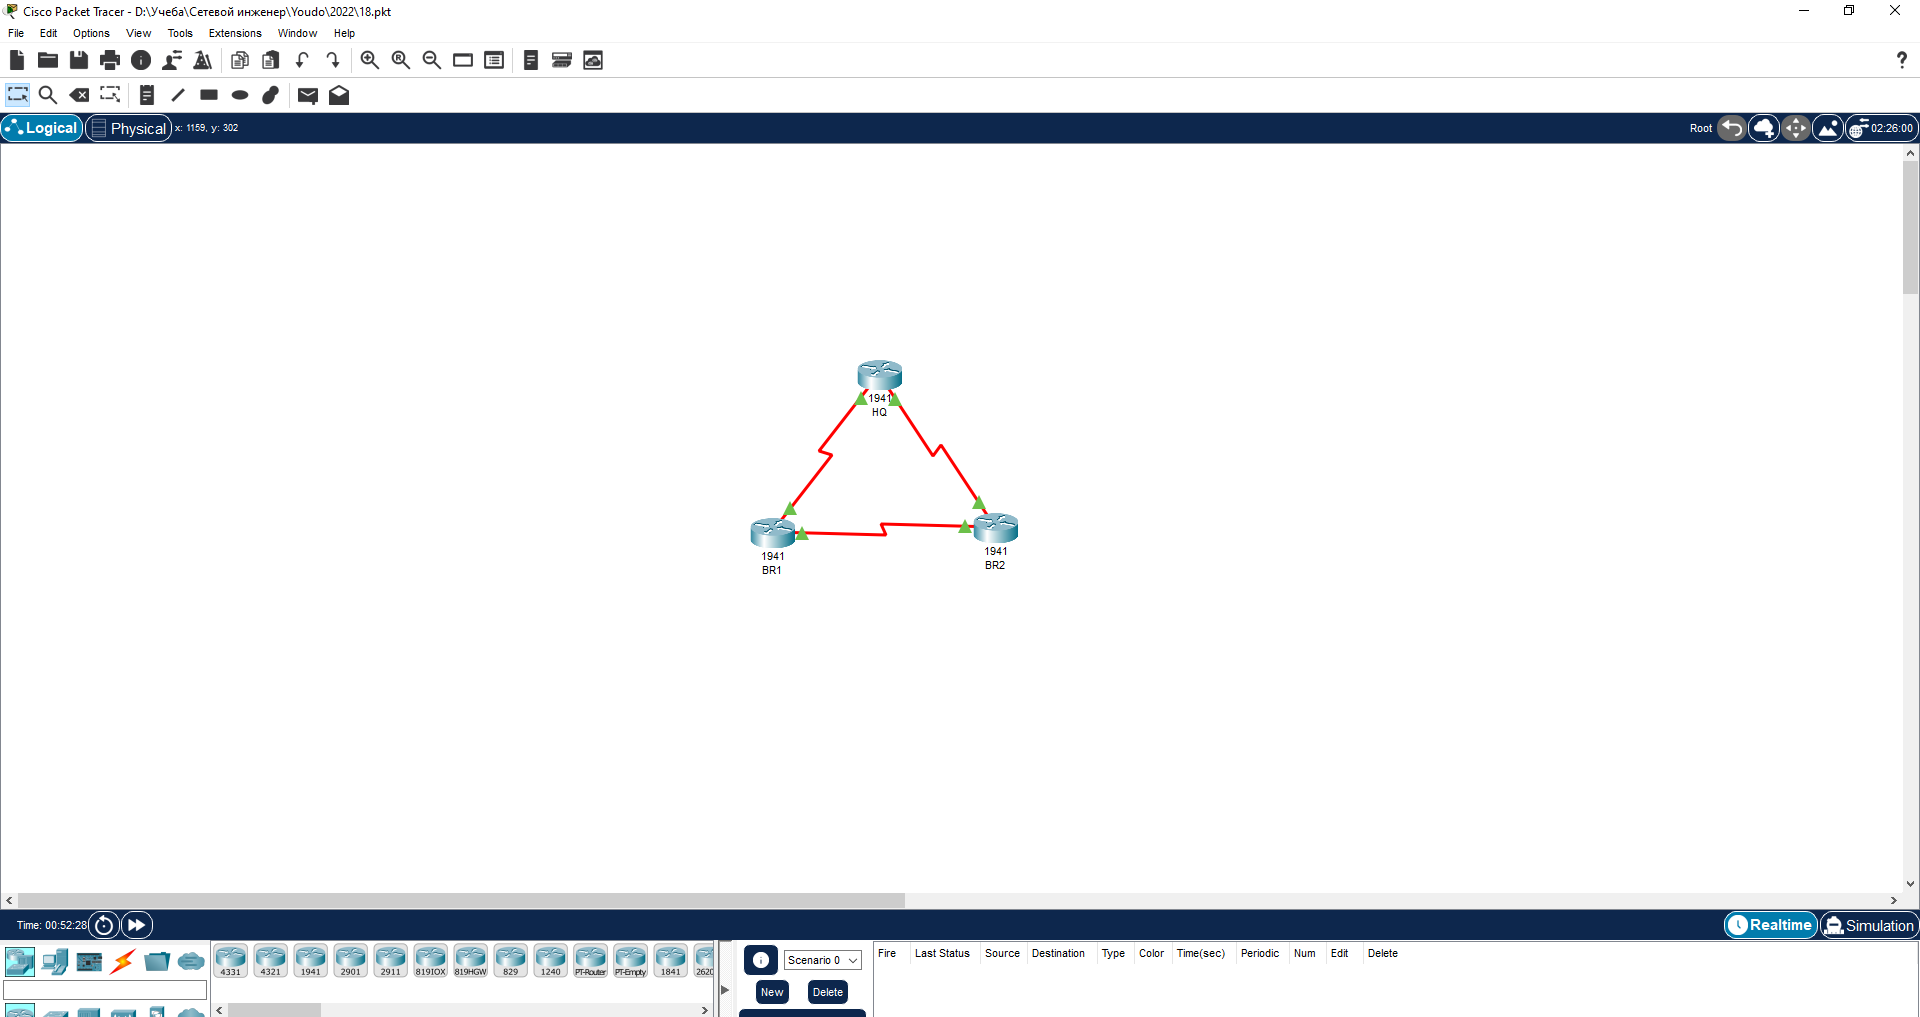 Cisco Packet Tracer - D:\Учеба\Сетевой инженер\Youdo\2022\18.pkt
File Edit Options View Tools Extensions Window Help
Logical Physical x: 1159, y: 302 Root 02:26:00
1941
HQ
1941
BR1
1941
BR2
Time: 00:52:28 Realtime Simulation
4331 4321 1941 2901 2911 819IOX 819HGW 829 1240 PT-Router PT-Empty 1841 2620
Scenario 0
New Delete
Fire Last Status Source Destination Type Color Time(sec) Periodic Num Edit Delete